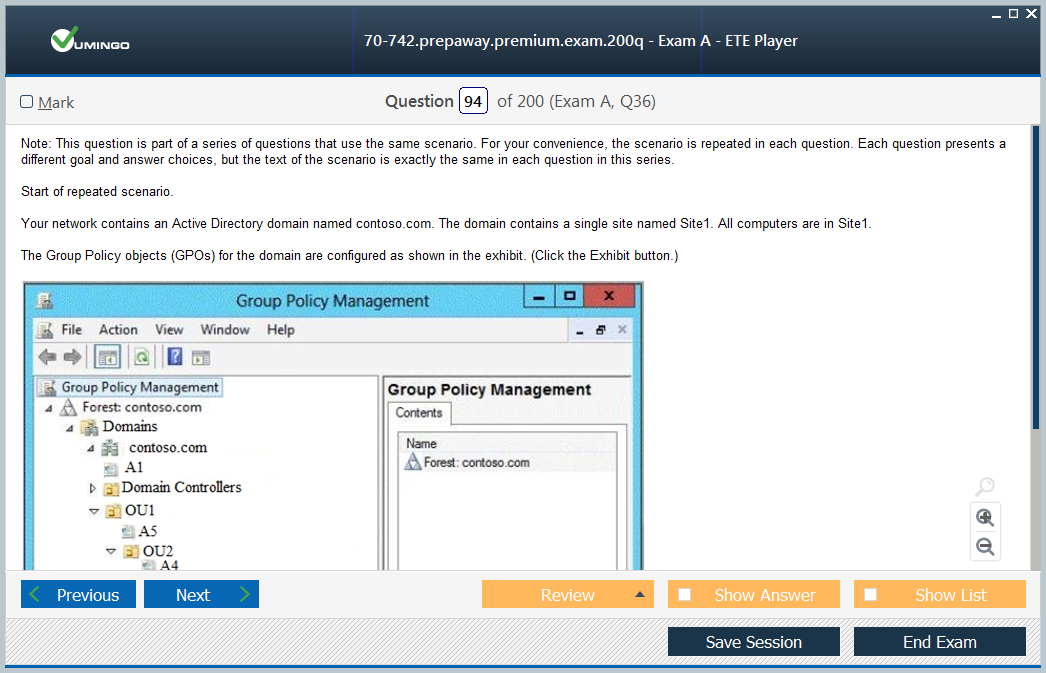 VUMINGO
70-742.prepaway.premium.exam.200q - Exam A - ETE Player
Mark
Question 94 of 200 (Exam A, Q36)
Note: This question is part of a series of questions that use the same scenario. For your convenience, the scenario is repeated in each question. Each question presents a
different goal and answer choices, but the text of the scenario is exactly the same in each question in this series.
Start of repeated scenario.
Your network contains an Active Directory domain named contoso.com. The domain contains a single site named Site1. All computers are in Site1.
The Group Policy objects (GPOs) for the domain are configured as shown in the exhibit. (Click the Exhibit button.)
Group Policy Management
File Action View Window Help
Group Policy Management
Forest: contoso.com
Domains
contoso.com
A1
Domain Controllers
OU1
A5
OU2
A4
Group Policy Management
Contents
Name
Forest: contoso.com
Previous
Next
Review
Show Answer
Show List
Save Session
End Exam